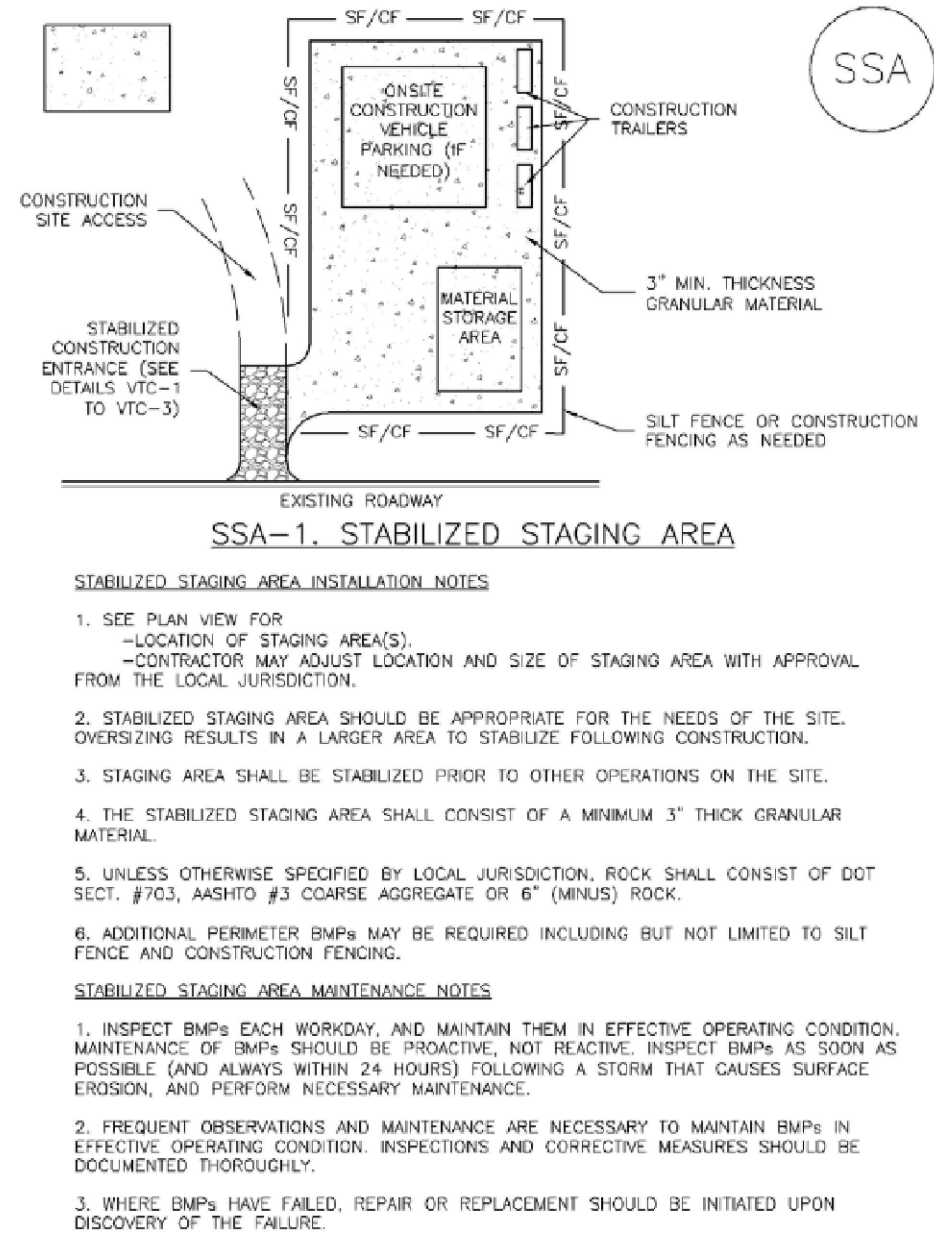 SF/CF
SF/CF
SSA
SF/CF
ONSITE
CONSTRUCTION
VEHICLE
PARKING (IF
NEEDED)
SF/CF
CONSTRUCTION
TRAILERS
CONSTRUCTION
SITE ACCESS
SF/CF
SF/CF
3" MIN. THICKNESS
GRANULAR MATERIAL
MATERIAL
STORAGE
AREA
STABILIZED
CONSTRUCTION
ENTRANCE (SEE
DETAILS VTC-1
TO VTC-3)
SF/CF
SF/CF
SF/CF
SILT FENCE OR CONSTRUCTION
FENCING AS NEEDED
EXISTING ROADWAY
SSA-1. STABILIZED STAGING AREA
STABILIZED STAGING AREA INSTALLATION NOTES
1. SEE PLAN VIEW FOR
-LOCATION OF STAGING AREA(S).
-CONTRACTOR MAY ADJUST LOCATION AND SIZE OF STAGING AREA WITH APPROVAL
FROM THE LOCAL JURISDICTION.
2. STABILIZED STAGING AREA SHOULD BE APPROPRIATE FOR THE NEEDS OF THE SITE.
OVERSIZING RESULTS IN A LARGER AREA TO STABILIZE FOLLOWING CONSTRUCTION.
3. STAGING AREA SHALL BE STABILIZED PRIOR TO OTHER OPERATIONS ON THE SITE.
4. THE STABILIZED STAGING AREA SHALL CONSIST OF A MINIMUM 3" THICK GRANULAR
MATERIAL.
5. UNLESS OTHERWISE SPECIFIED BY LOCAL JURISDICTION, ROCK SHALL CONSIST OF DOT
SECT. #703, AASHTO #3 COARSE AGGREGATE OR 6" (MINUS) ROCK.
6. ADDITIONAL PERIMETER BMPs MAY BE REQUIRED INCLUDING BUT NOT LIMITED TO SILT
FENCE AND CONSTRUCTION FENCING.
STABILIZED STAGING AREA MAINTENANCE NOTES
1. INSPECT BMPs EACH WORKDAY, AND MAINTAIN THEM IN EFFECTIVE OPERATING CONDITION.
MAINTENANCE OF BMPs SHOULD BE PROACTIVE, NOT REACTIVE. INSPECT BMPs AS SOON AS
POSSIBLE (AND ALWAYS WITHIN 24 HOURS) FOLLOWING A STORM THAT CAUSES SURFACE
EROSION, AND PERFORM NECESSARY MAINTENANCE.
2. FREQUENT OBSERVATIONS AND MAINTENANCE ARE NECESSARY TO MAINTAIN BMPs IN
EFFECTIVE OPERATING CONDITION. INSPECTIONS AND CORRECTIVE MEASURES SHOULD BE
DOCUMENTED THOROUGHLY.
3. WHERE BMPs HAVE FAILED, REPAIR OR REPLACEMENT SHOULD BE INITIATED UPON
DISCOVERY OF THE FAILURE.